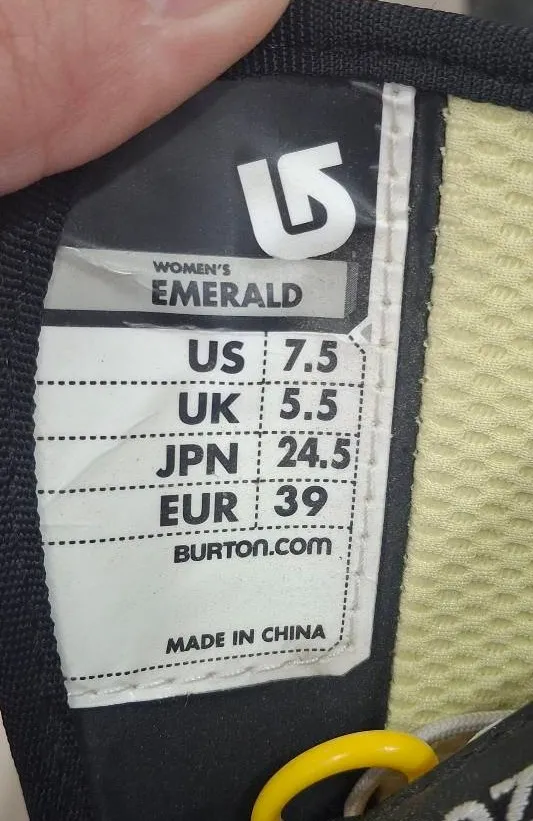 WOMEN'S
EMERALD
US 7.5
UK 5.5
JPN 24.5
EUR 39
BURTON.COM
MADE IN CHINA